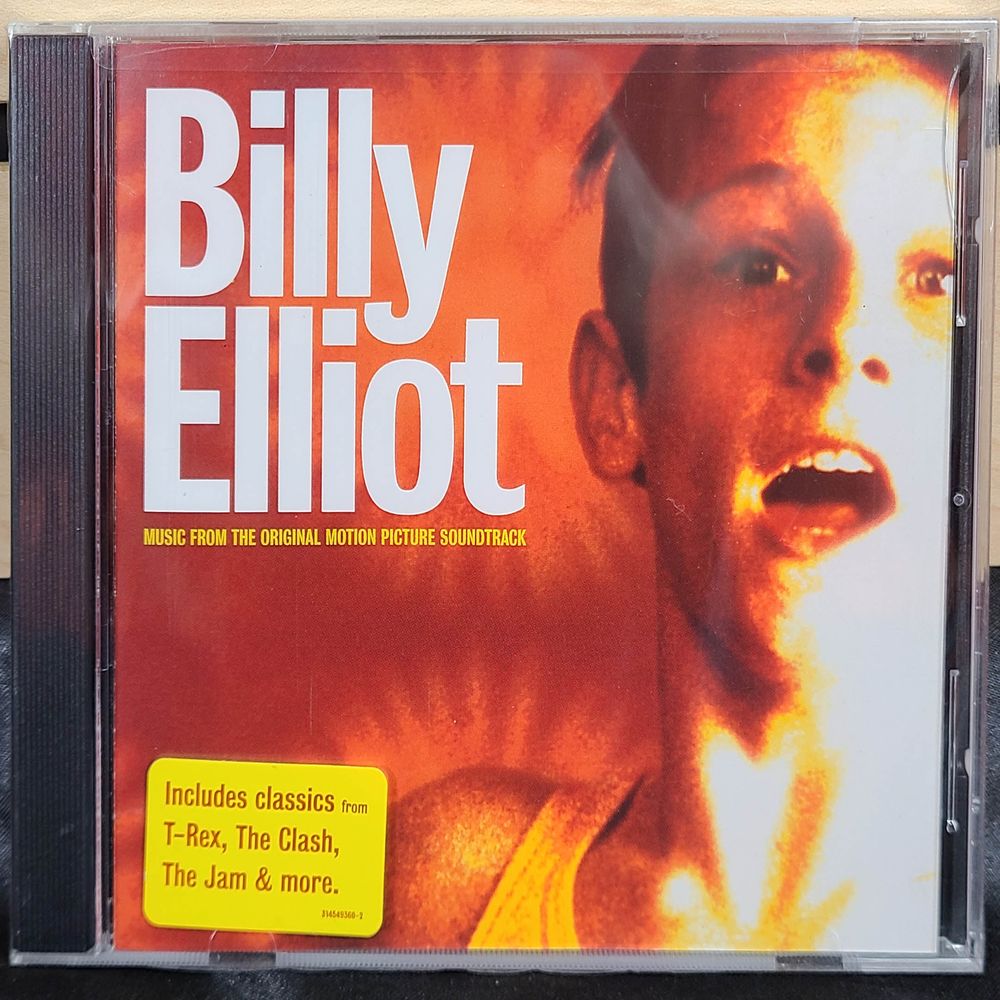 Billy
Elliot
MUSIC FROM THE ORIGINAL MOTION PICTURE SOUNDTRACK
Includes classics from
T-Rex, The Clash,
The Jam & more.
314549360-2